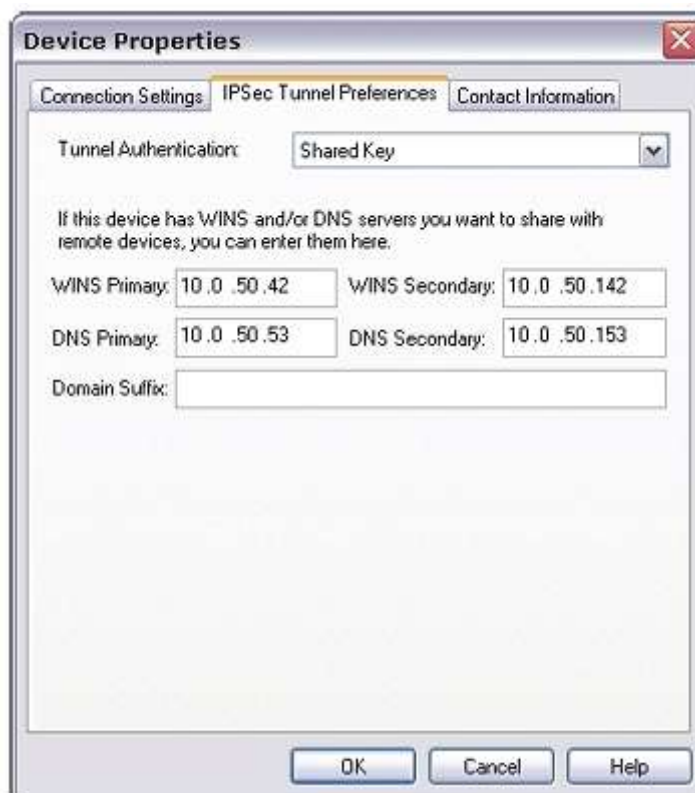 Device Properties
Connection Settings IPSec Tunnel Preferences Contact Information
Tunnel Authentication: Shared Key
If this device has WINS and/or DNS servers you want to share with
remote devices, you can enter them here.
WINS Primary: 10 .0 .50 .42 WINS Secondary: 10 .0 .50 .142
DNS Primary: 10 .0 .50 .53 DNS Secondary: 10 .0 .50 .153
Domain Suffix:
OK Cancel Help